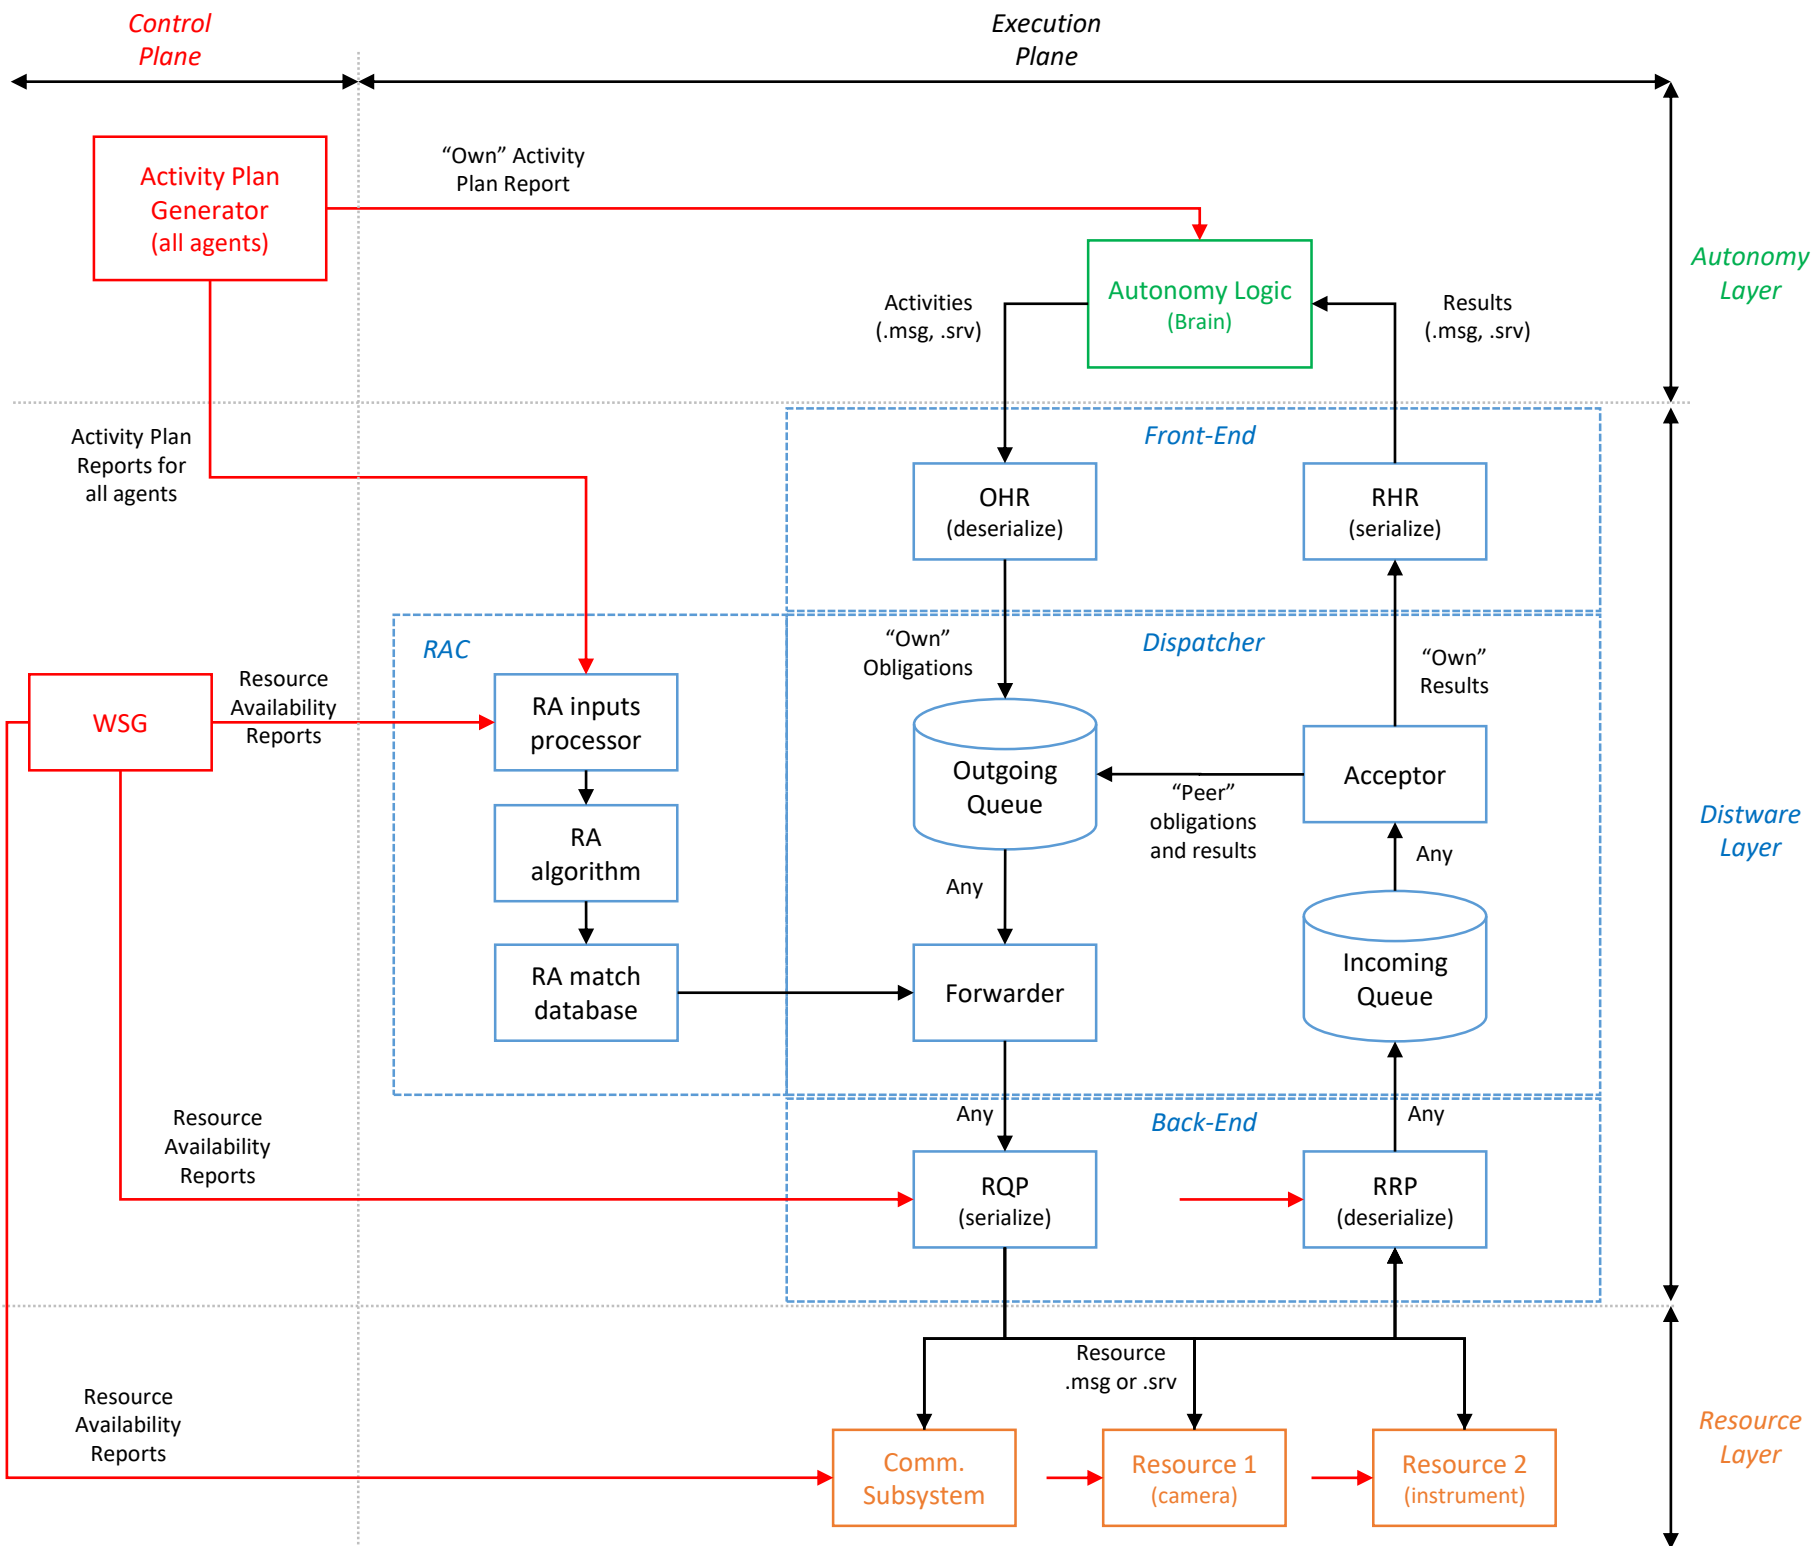 Control
Plane
Execution
Plane
Activity Plan
Generator
(all agents)
“Own” Activity
Plan Report
Autonomy Logic
(Brain)
Activities
(.msg, .srv)
Results
(.msg, .srv)
Autonomy
Layer
Activity Plan
Reports for
all agents
Front-End
OHR
(deserialize)
RHR
(serialize)
RAC
“Own”
Obligations
Dispatcher
“Own”
Results
WSG
Resource
Availability
Reports
RA inputs
processor
Outgoing
Queue
Acceptor
“Peer”
obligations
and results
RA
algorithm
Any
Any
Distware
Layer
RA match
database
Forwarder
Incoming
Queue
Any
Back-End
Any
Resource
Availability
Reports
RQP
(serialize)
RRP
(deserialize)
Resource
.msg or .srv
Resource
Availability
Reports
Comm.
Subsystem
Resource 1
(camera)
Resource 2
(instrument)
Resource
Layer